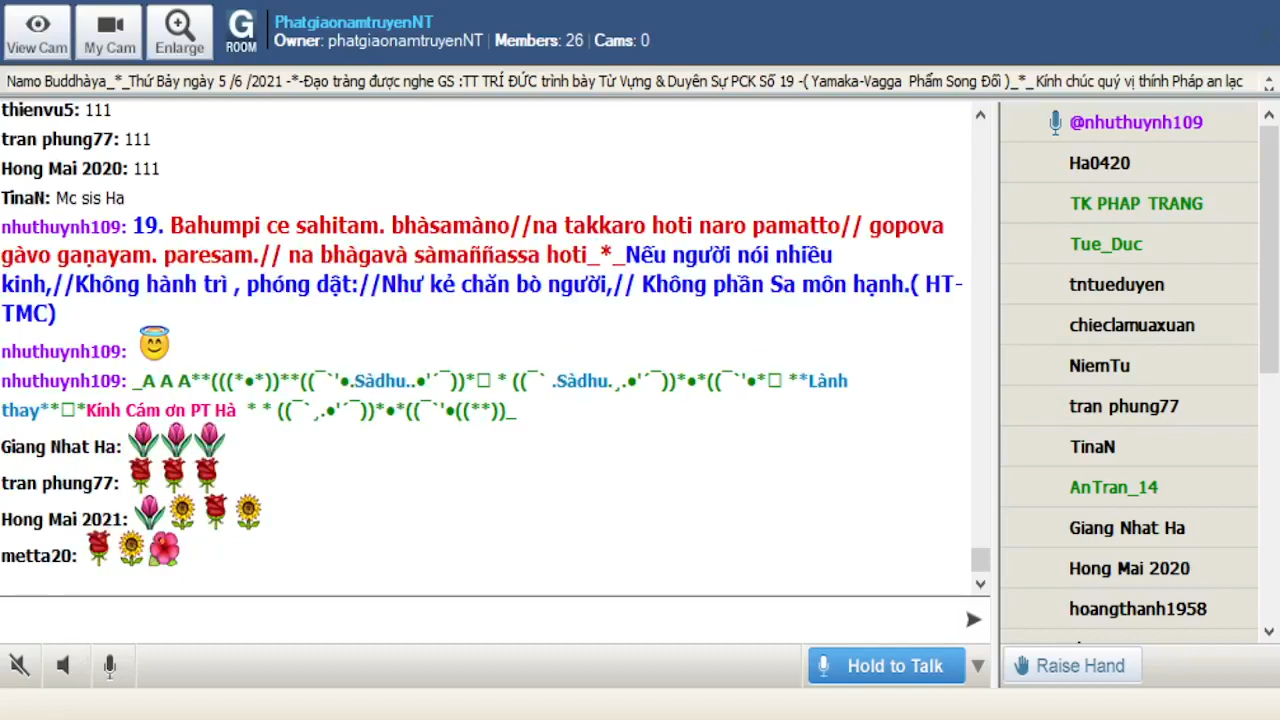 View Cam
My Cam
Enlarge
G
ROOM
PhatgiaonamtruyenNT
Owner: phatgiaonamtruyenNT | Members: 26 | Cams: 0
Namo Buddhàya_*_Thứ Bảy ngày 5 /6 /2021 -*-Đạo tràng được nghe GS :TT TRÍ ĐỨC trình bày Từ Vựng & Duyên Sự PCK Số 19 -( Yamaka-Vagga Phẩm Song Đối )_*_ Kính chúc quý vị thính Pháp an lạc
thienvu5: 111
tran phung77: 111
Hong Mai 2020: 111
TinaN: Mc sis Ha
nhuthuynh109: 19. Bahumpi ce sahitam. bhàsamàno//na takkaro hoti naro pamatto// gopova
gàvo gaṇayam. paresam.// na bhàgavà sàmaññassa hoti_*_Nếu người nói nhiều
kinh,//Không hành trì , phóng dật://Như kẻ chăn bò người,// Không phần Sa môn hạnh.( HT-
TMC)
nhuthuynh109:
nhuthuynh109: _A A A**(((*●*))**((¯`'●.Sàdhu..●'´¯))*□ * ((¯` .Sàdhu.¸.●'´¯))*●*((¯`'●*□ **Lành
thay**□*Kính Cám ơn PT Hà * * ((¯`¸.●'´¯))*●*((¯`'●((**))_
Giang Nhat Ha:
tran phung77:
Hong Mai 2021:
metta20:
Hold to Talk
@nhuthuynh109
Ha0420
TK PHAP TRANG
Tue_Duc
tntueduyen
chieclamuaxuan
NiemTu
tran phung77
TinaN
AnTran_14
Giang Nhat Ha
Hong Mai 2020
hoangthanh1958
Raise Hand